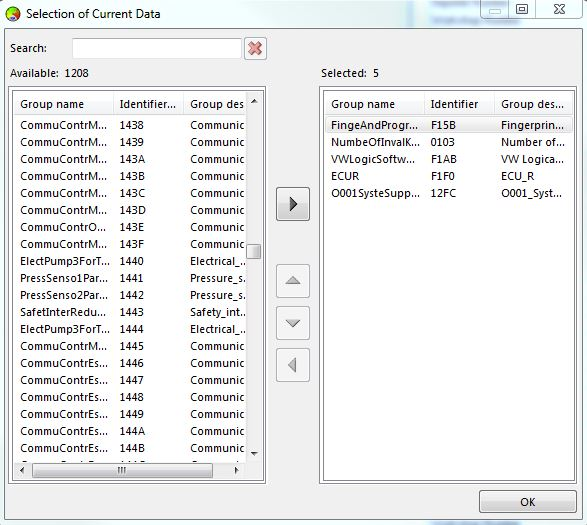 Selection of Current Data
Search:
Available: 1208
Selected: 5
Group name Identifier... Group des
CommuContrM... 1438 Communic
CommuContrM... 1439 Communic
CommuContrM... 143A Communic
CommuContrM... 143B Communic
CommuContrM... 143C Communic
CommuContrM... 143D Communic
CommuContrO... 143E Communic
CommuContrM... 143F Communic
ElectPump3ForT... 1440 Electrical_
PressSenso1Par... 1441 Pressure_s
PressSenso2Par... 1442 Pressure_s
SafetInterRedu... 1443 Safety_int
ElectPump3ForT... 1444 Electrical_
CommuContrM... 1445 Communic
CommuContrEs... 1446 Communic
CommuContrEs... 1447 Communic
CommuContrEs... 1448 Communic
CommuContrEs... 1449 Communic
CommuContrEs... 144A Communic
CommuContrEs... 144B Communic
Group name Identifier Group des...
FingeAndProgr... F15B Fingerprin...
NumbeOfInvalK... 0103 Number of...
VWLogicSoftw... F1AB VW Logica...
ECUR F1F0 ECU_R
O001SysteSupp... 12FC O001_Syst...
OK